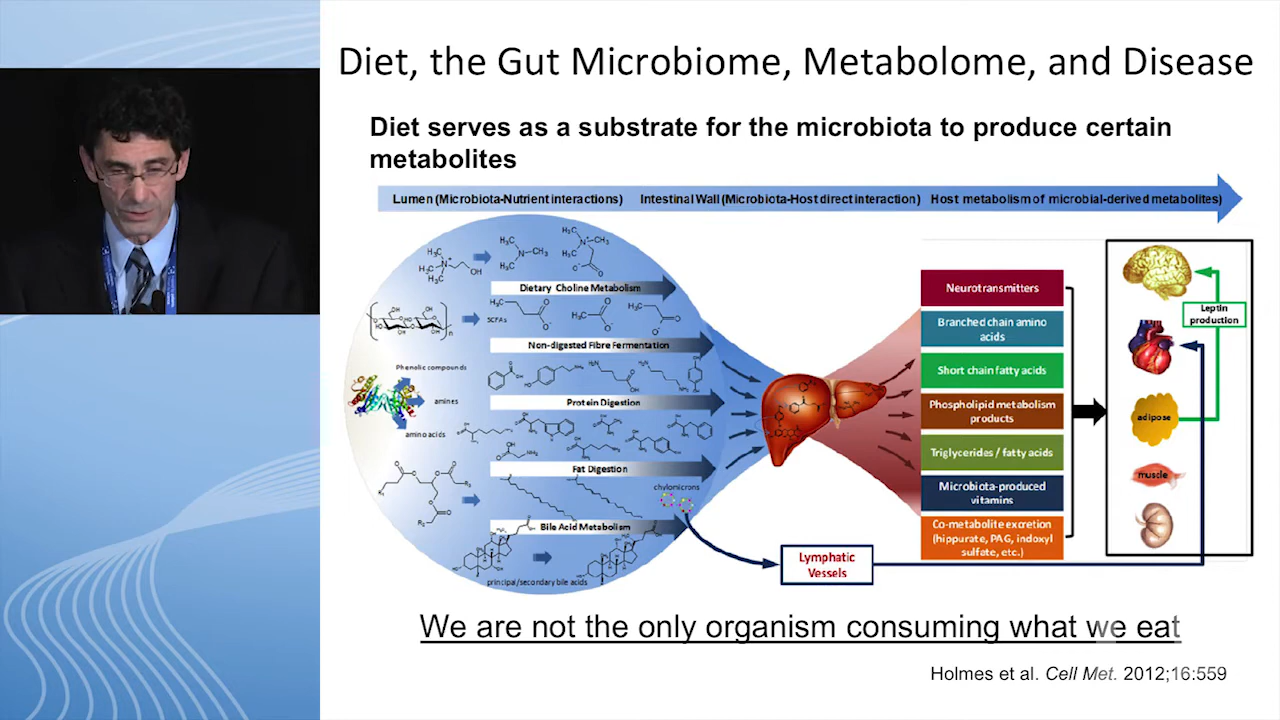 Diet, the Gut Microbiome, Metabolome, and Disease
Diet serves as a substrate for the microbiota to produce certain
metabolites
Lumen (Microbiota-Nutrient interactions)
Intestinal Wall (Microbiota-Host direct interaction)
Host metabolism of microbial-derived metabolites)
Dietary Choline Metabolism
SCFAs
Non-digested Fibre Fermentation
Phenolic compounds
amines
amino acids
Protein Digestion
Fat Digestion
chylomicrons
Bile Acid Metabolism
principal/secondary bile acids
Lymphatic
Vessels
Neurotransmitters
Branched chain amino
acids
Short chain fatty acids
Phospholipid metabolism
products
Triglycerides / fatty acids
Microbiota-produced
vitamins
Co-metabolite excretion
(hippurate, PAG, indoxyl
sulfate, etc.)
Leptin
production
adipose
muscle
We are not the only organism consuming what we eat
Holmes et al. Cell Met. 2012;16:559